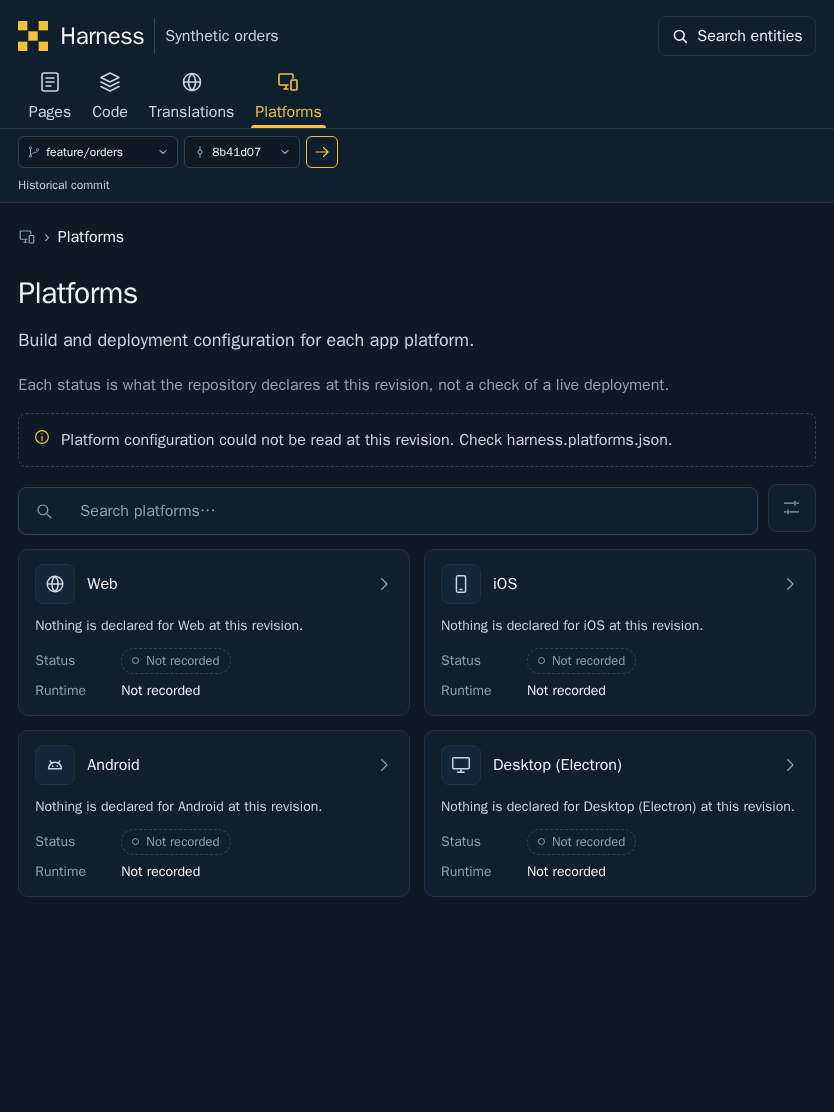 Harness
Synthetic orders
Search entities
Pages
Code
Translations
Platforms
feature/orders
8b41d07
Historical commit
› Platforms
Platforms
Build and deployment configuration for each app platform.
Each status is what the repository declares at this revision, not a check of a live deployment.
Platform configuration could not be read at this revision. Check harness.platforms.json.
Search platforms…
Web
Nothing is declared for Web at this revision.
Status Not recorded
Runtime Not recorded
iOS
Nothing is declared for iOS at this revision.
Status Not recorded
Runtime Not recorded
Android
Nothing is declared for Android at this revision.
Status Not recorded
Runtime Not recorded
Desktop (Electron)
Nothing is declared for Desktop (Electron) at this revision.
Status Not recorded
Runtime Not recorded